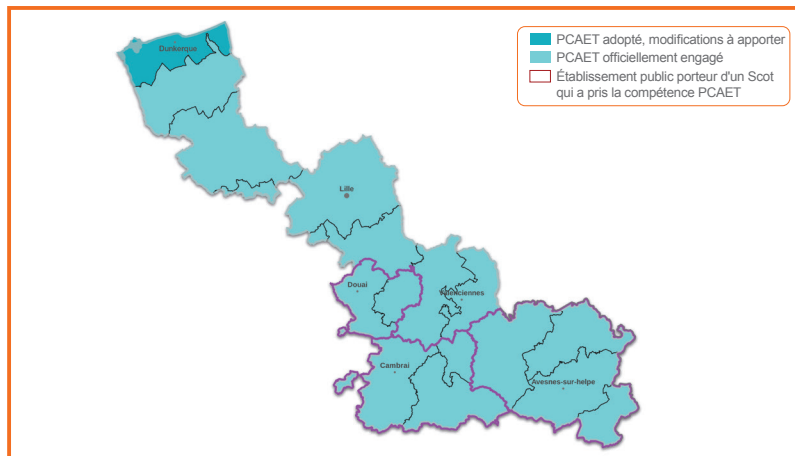 PCAET adopté, modifications à apporter
PCAET officiellement engagé
Établissement public porteur d'un Scot
qui a pris la compétence PCAET
Dunkerque
Lille
Douai
Valenciennes
Cambrai
Avesnes-sur-helpe